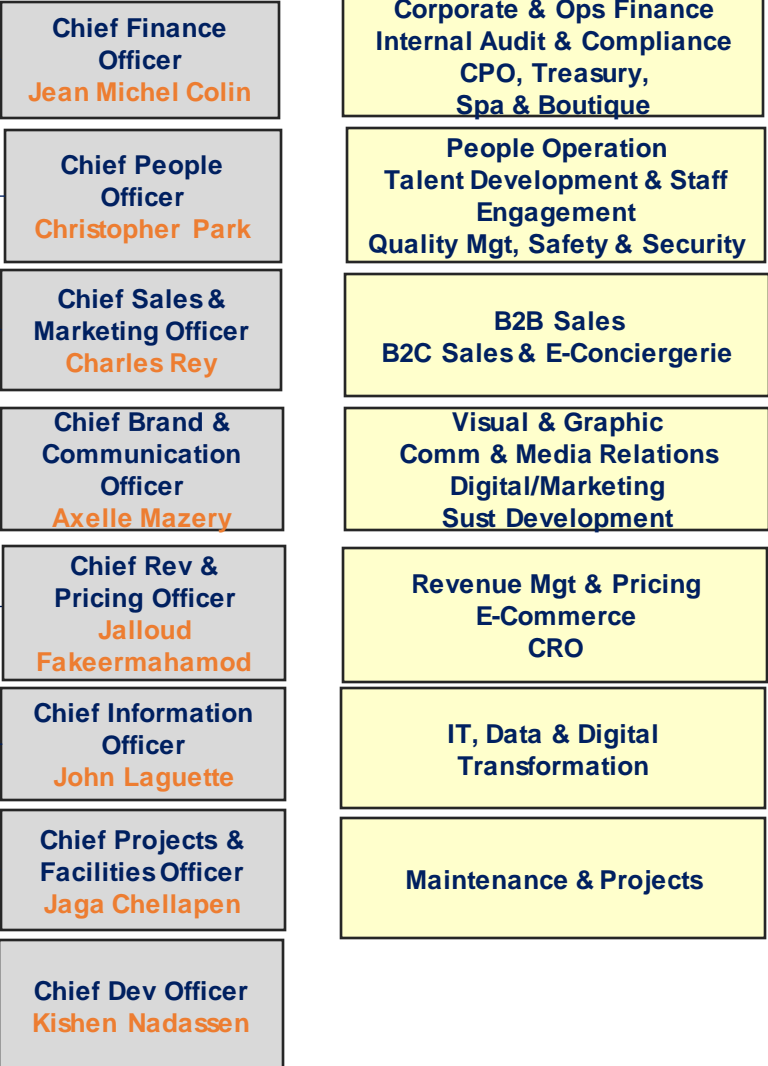 Chief Finance
Officer
Jean Michel Colin
Corporate & Ops Finance
Internal Audit & Compliance
CPO, Treasury,
Spa & Boutique
Chief People
Officer
Christopher Park
People Operation
Talent Development & Staff
Engagement
Quality Mgt, Safety & Security
Chief Sales &
Marketing Officer
Charles Rey
B2B Sales
B2C Sales & E-Conciergerie
Chief Brand &
Communication
Officer
Axelle Mazery
Visual & Graphic
Comm & Media Relations
Digital/Marketing
Sust Development
Chief Rev &
Pricing Officer
Jalloud
Fakeermahamod
Revenue Mgt & Pricing
E-Commerce
CRO
Chief Information
Officer
John Laguette
IT, Data & Digital
Transformation
Chief Projects &
Facilities Officer
Jaga Chellapen
Maintenance & Projects
Chief Dev Officer
Kishen Nadassen